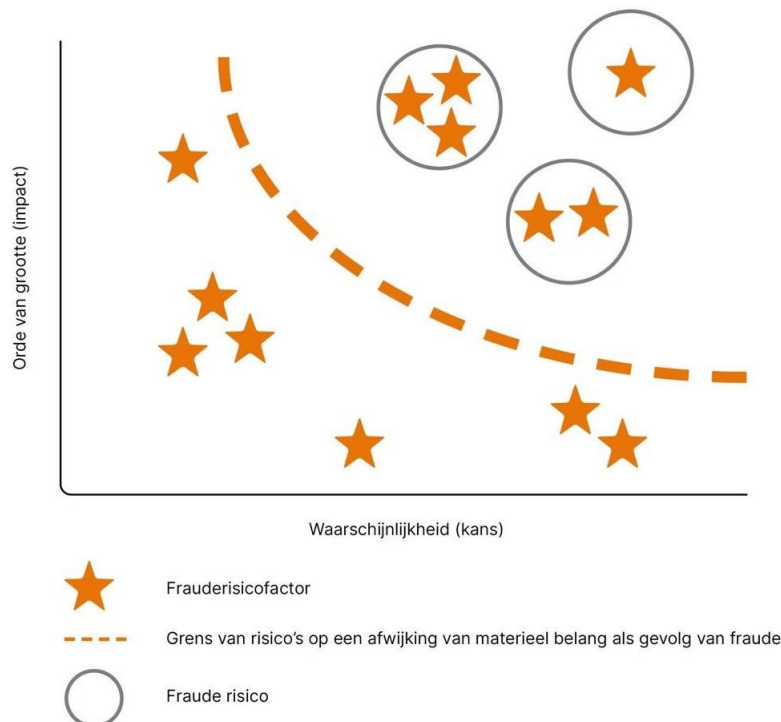 Orde van grootte (impact)
Waarschijnlijkheid (kans)
Frauderisicofactor
Grens van risico's op een afwijking van materieel belang als gevolg van fraude
Fraude risico